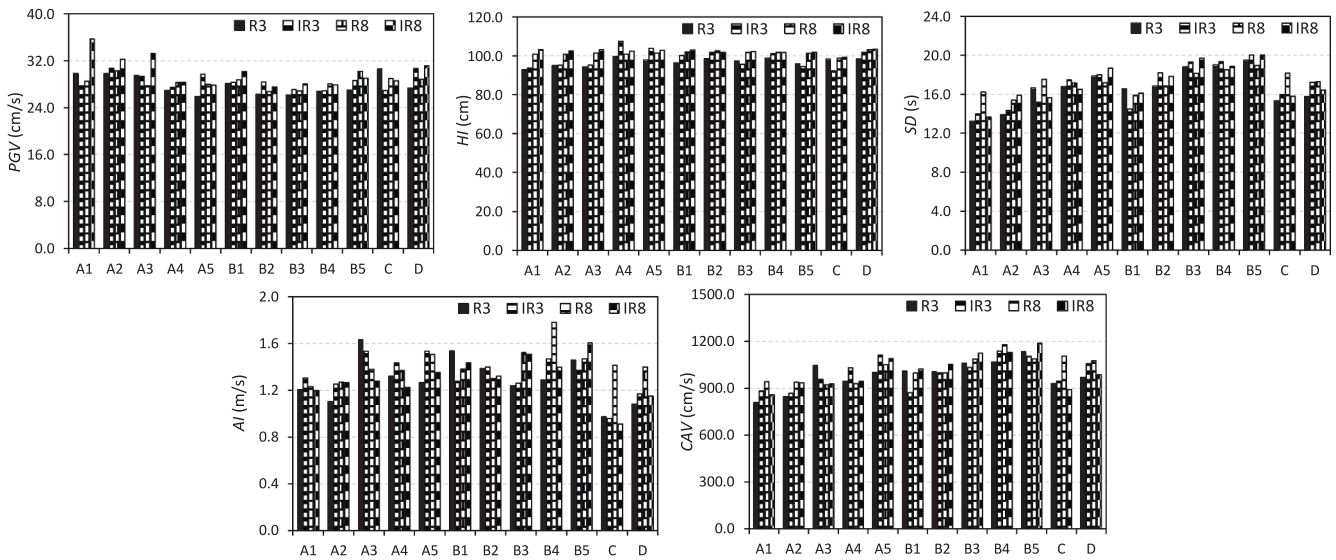 R3 IR3 R8 IR8
40.0
32.0
24.0
16.0
8.0
0.0
PGV (cm/s)
A1 A2 A3 A4 A5 B1 B2 B3 B4 B5 C D
R3 IR3 R8 IR8
120.0
100.0
80.0
60.0
40.0
20.0
0.0
HI (cm)
A1 A2 A3 A4 A5 B1 B2 B3 B4 B5 C D
R3 IR3 R8 IR8
24.0
20.0
16.0
12.0
8.0
4.0
0.0
SD (s)
A1 A2 A3 A4 A5 B1 B2 B3 B4 B5 C D
R3 IR3 R8 IR8
2.0
1.6
1.2
0.8
0.4
0.0
AI (m/s)
A1 A2 A3 A4 A5 B1 B2 B3 B4 B5 C D
R3 IR3 R8 IR8
1500.0
1200.0
900.0
600.0
300.0
0.0
CAV (cm/s)
A1 A2 A3 A4 A5 B1 B2 B3 B4 B5 C D